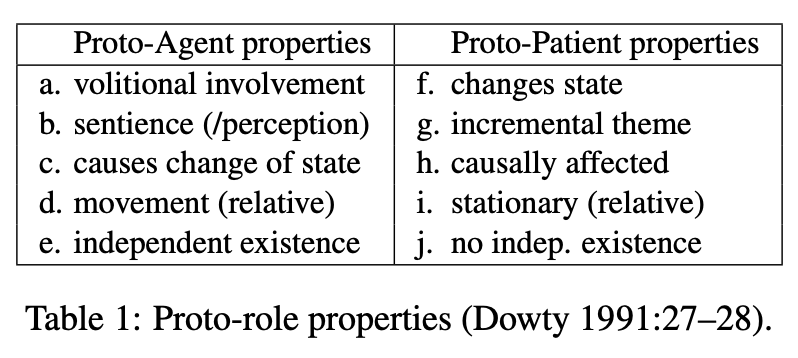 Proto-Agent properties Proto-Patient properties
a. volitional involvement f. changes state
b. sentience (/perception) g. incremental theme
c. causes change of state h. causally affected
d. movement (relative) i. stationary (relative)
e. independent existence j. no indep. existence
Table 1: Proto-role properties (Dowty 1991:27–28).